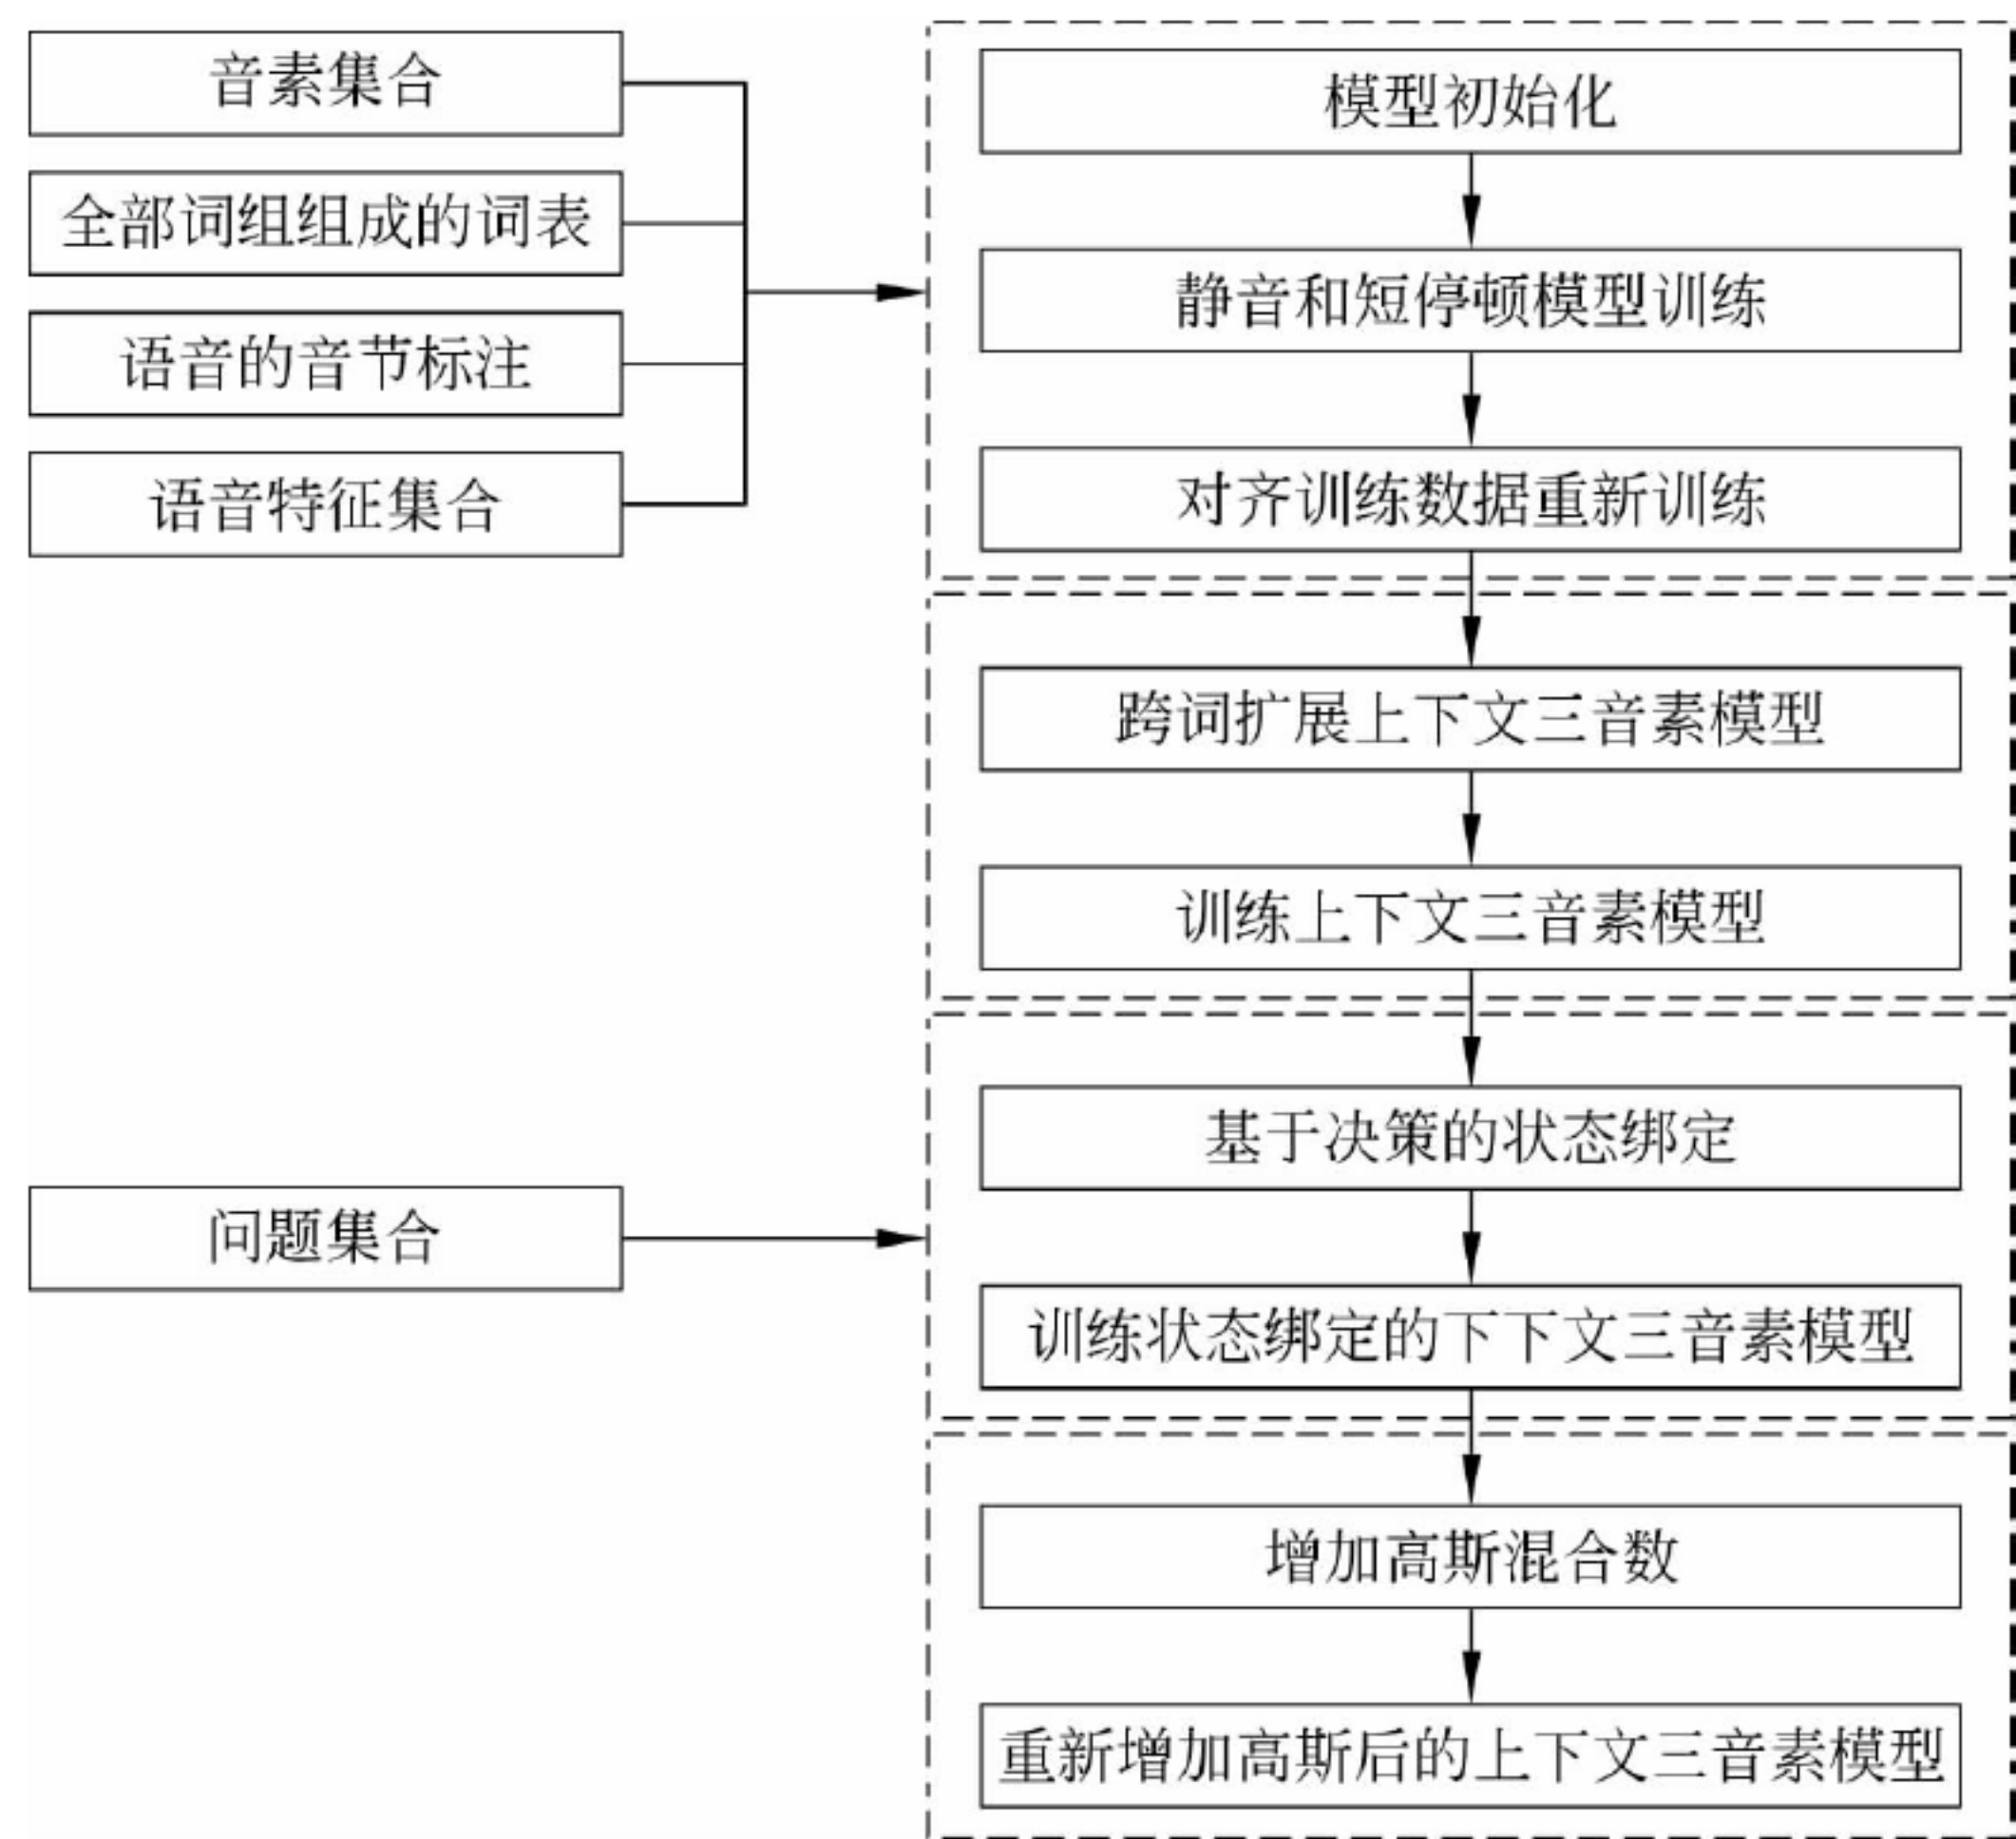 音素集合
全部词组组成的词表
语音的音节标注
语音特征集合
问题集合
模型初始化
静音和短停顿模型训练
对齐训练数据重新训练
跨词扩展上下文三音素模型
训练上下文三音素模型
基于决策的状态绑定
训练状态绑定的下下文三音素模型
增加高斯混合数
重新增加高斯后的上下文三音素模型